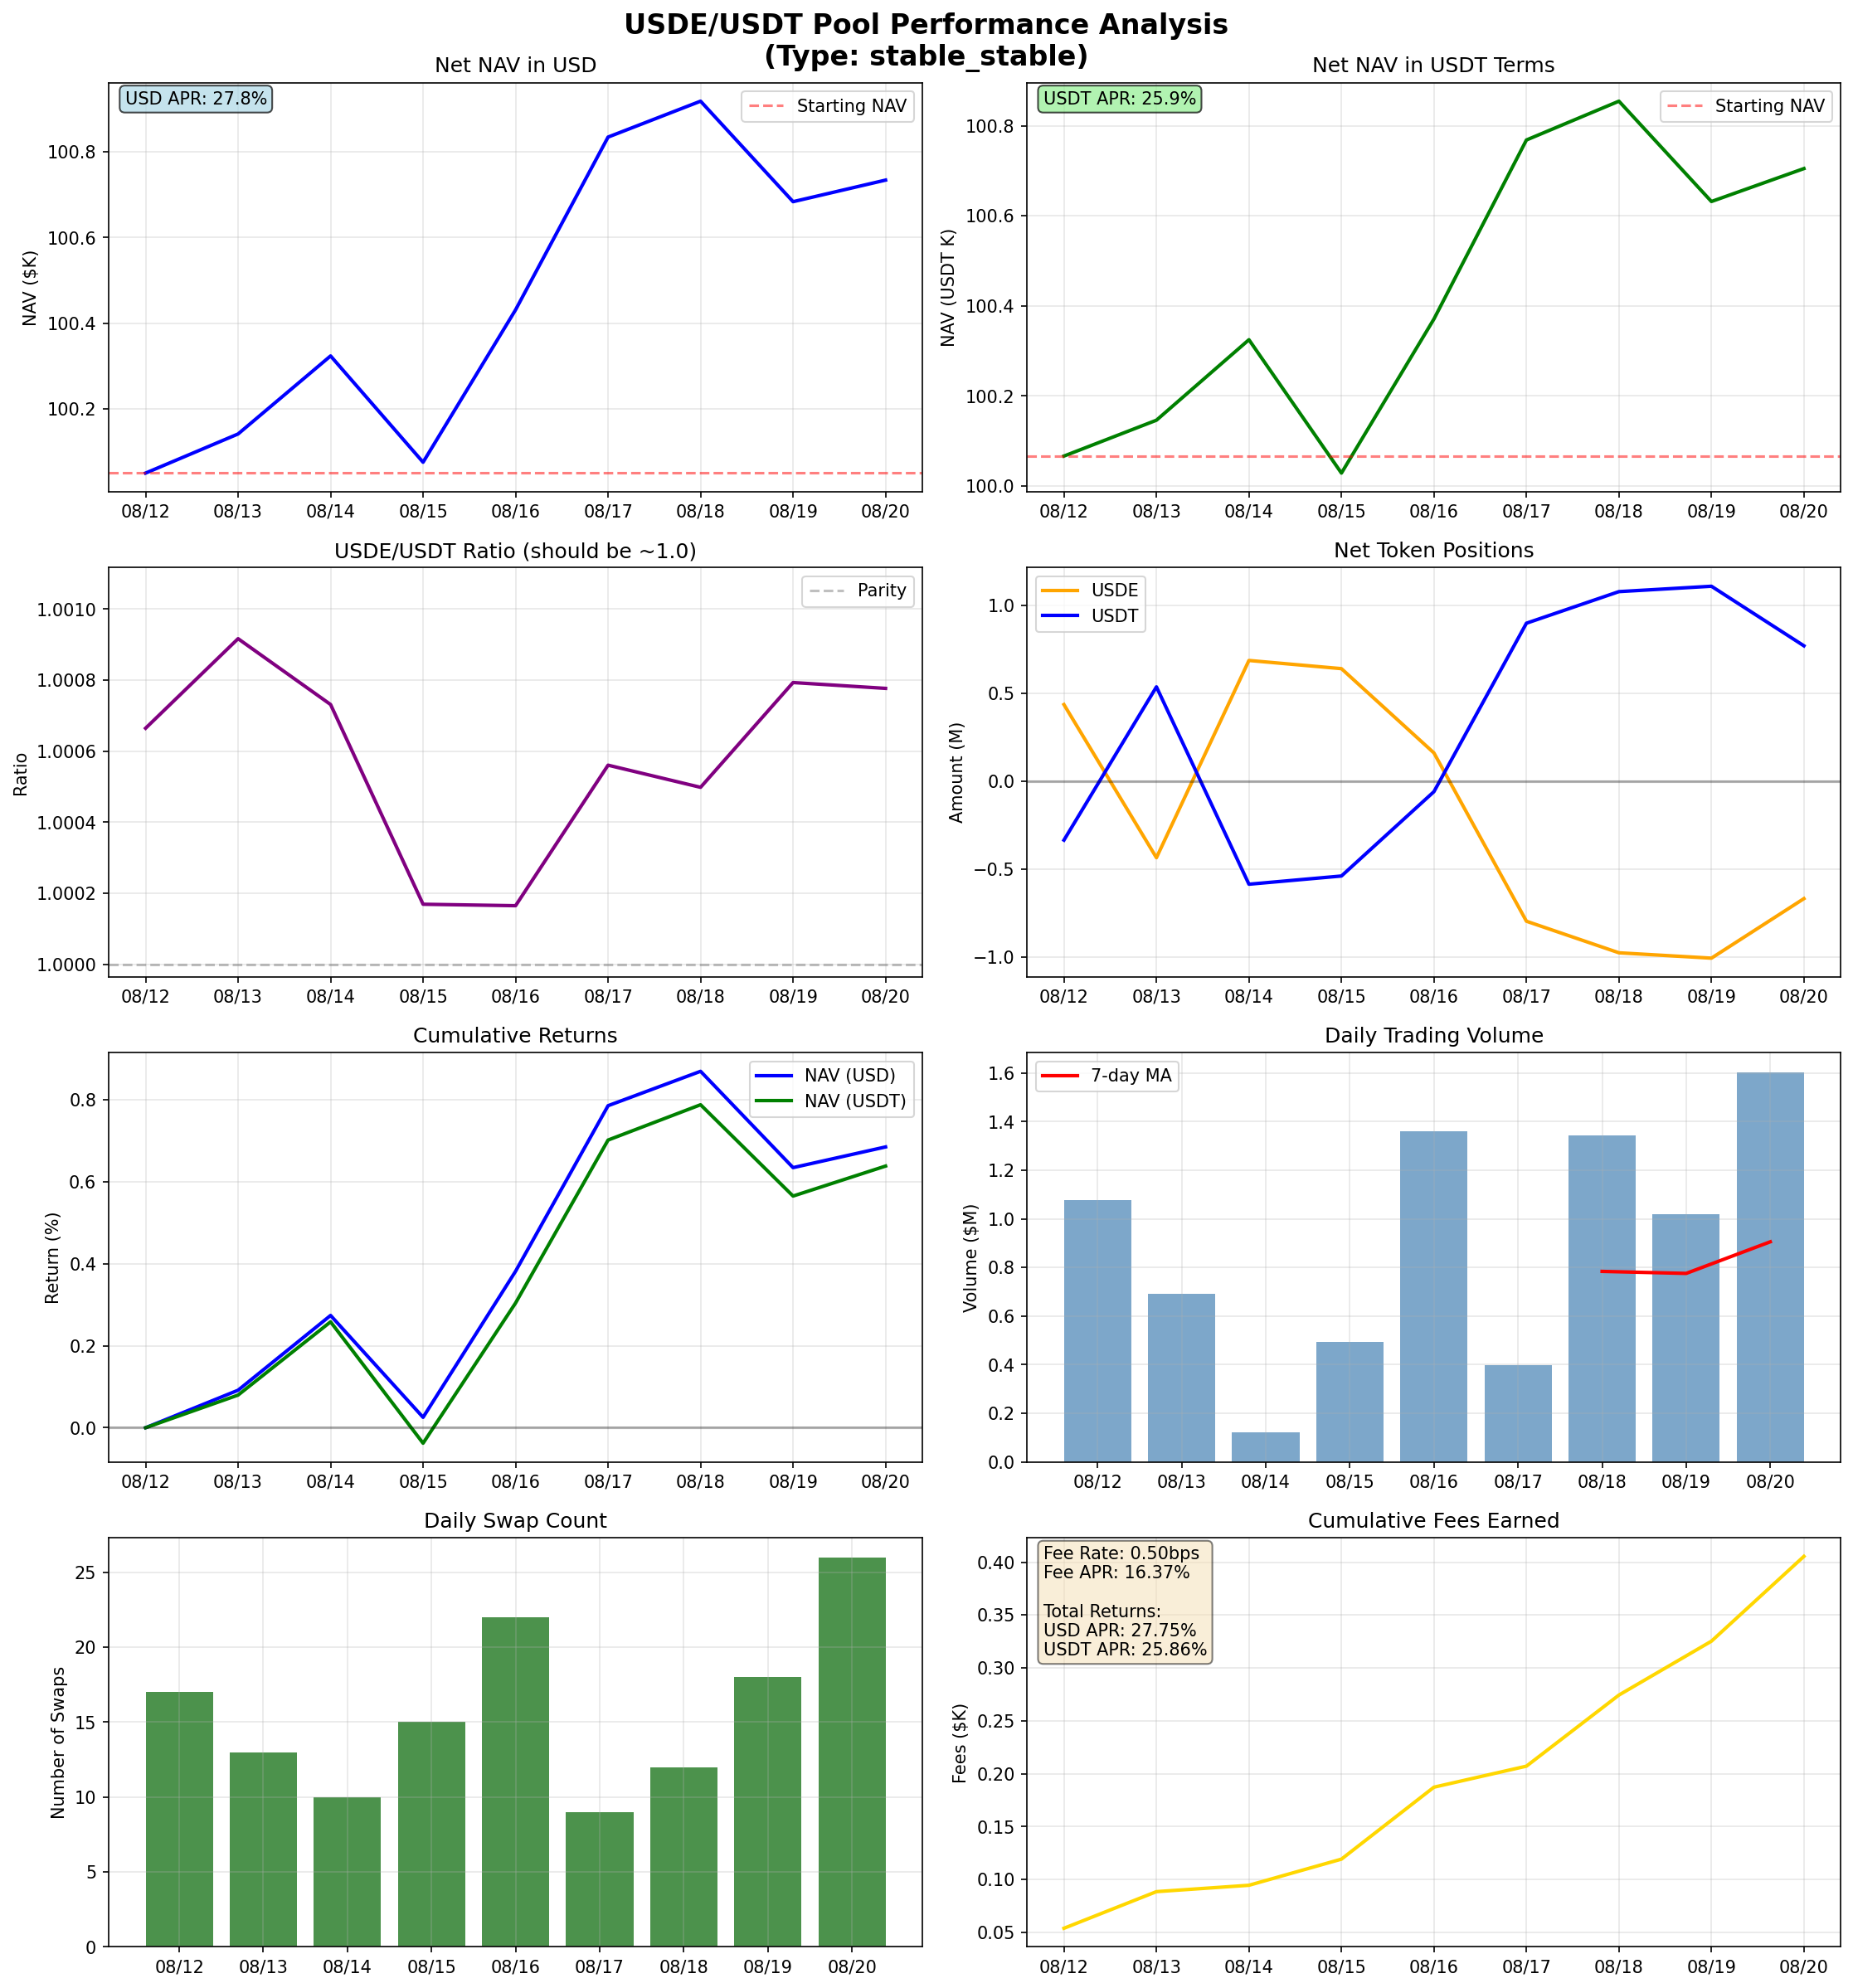 USDE/USDT Pool Performance Analysis
(Type: stable_stable)
Net NAV in USD
USD APR: 27.8%
Starting NAV
NAV ($K)
100.8
100.6
100.4
100.2
08/12 08/13 08/14 08/15 08/16 08/17 08/18 08/19 08/20
Net NAV in USDT Terms
USDT APR: 25.9%
Starting NAV
NAV (USDT K)
100.8
100.6
100.4
100.2
100.0
08/12 08/13 08/14 08/15 08/16 08/17 08/18 08/19 08/20
USDE/USDT Ratio (should be ~1.0)
Parity
Ratio
1.0010
1.0008
1.0006
1.0004
1.0002
1.0000
08/12 08/13 08/14 08/15 08/16 08/17 08/18 08/19 08/20
Net Token Positions
USDE
USDT
Amount (M)
1.0
0.5
0.0
−0.5
−1.0
08/12 08/13 08/14 08/15 08/16 08/17 08/18 08/19 08/20
Cumulative Returns
NAV (USD)
NAV (USDT)
Return (%)
0.8
0.6
0.4
0.2
0.0
08/12 08/13 08/14 08/15 08/16 08/17 08/18 08/19 08/20
Daily Trading Volume
7-day MA
Volume ($M)
1.6
1.4
1.2
1.0
0.8
0.6
0.4
0.2
0.0
08/12 08/13 08/14 08/15 08/16 08/17 08/18 08/19 08/20
Daily Swap Count
Number of Swaps
25
20
15
10
5
0
08/12 08/13 08/14 08/15 08/16 08/17 08/18 08/19 08/20
Cumulative Fees Earned
Fee Rate: 0.50bps
Fee APR: 16.37%
Total Returns:
USD APR: 27.75%
USDT APR: 25.86%
Fees ($K)
0.40
0.35
0.30
0.25
0.20
0.15
0.10
0.05
08/12 08/13 08/14 08/15 08/16 08/17 08/18 08/19 08/20